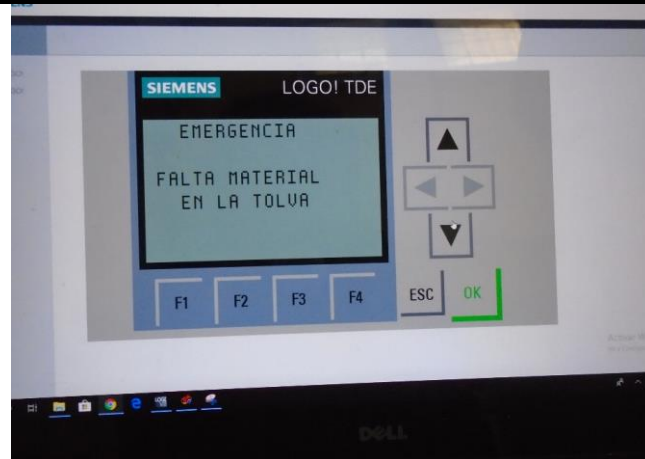 SIEMENS LOGO! TDE
EMERGENCIA
FALTA MATERIAL
EN LA TOLVA
F1 F2 F3 F4 ESC OK
DELL